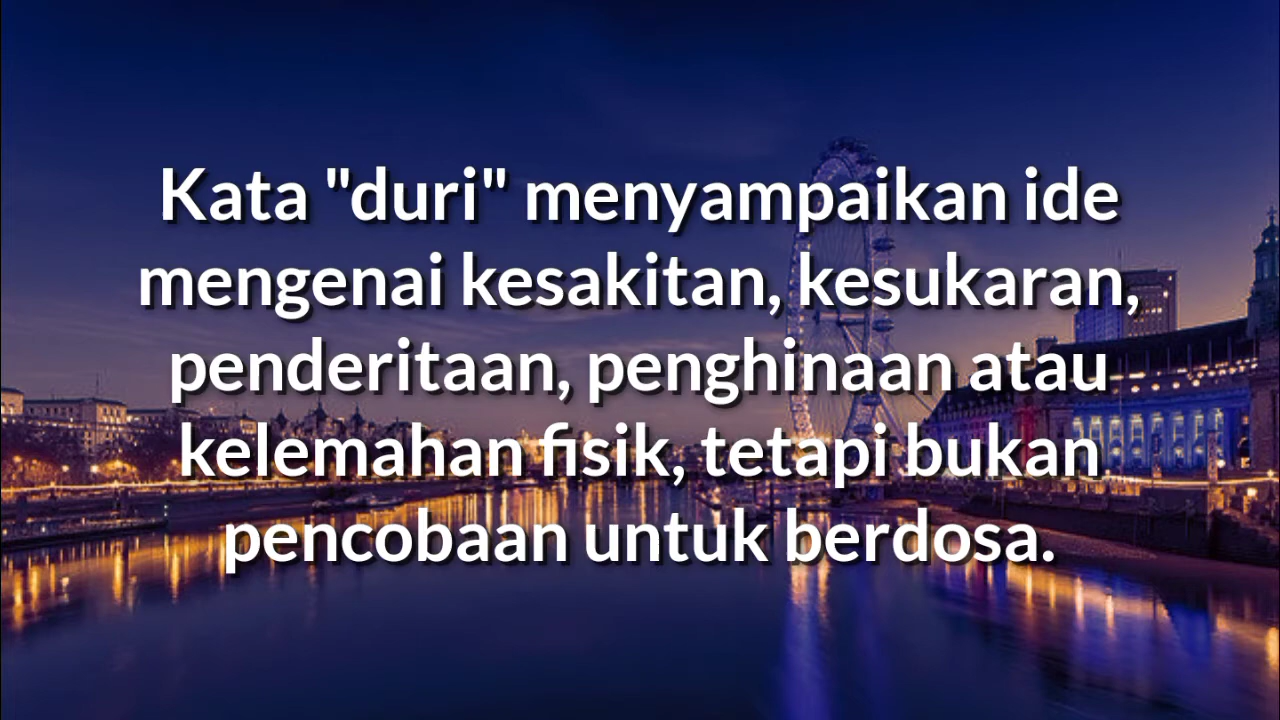 Kata "duri" menyampaikan ide
mengenai kesakitan, kesukaran,
penderitaan, penghinaan atau
kelemahan fisik, tetapi bukan
pencobaan untuk berdosa.